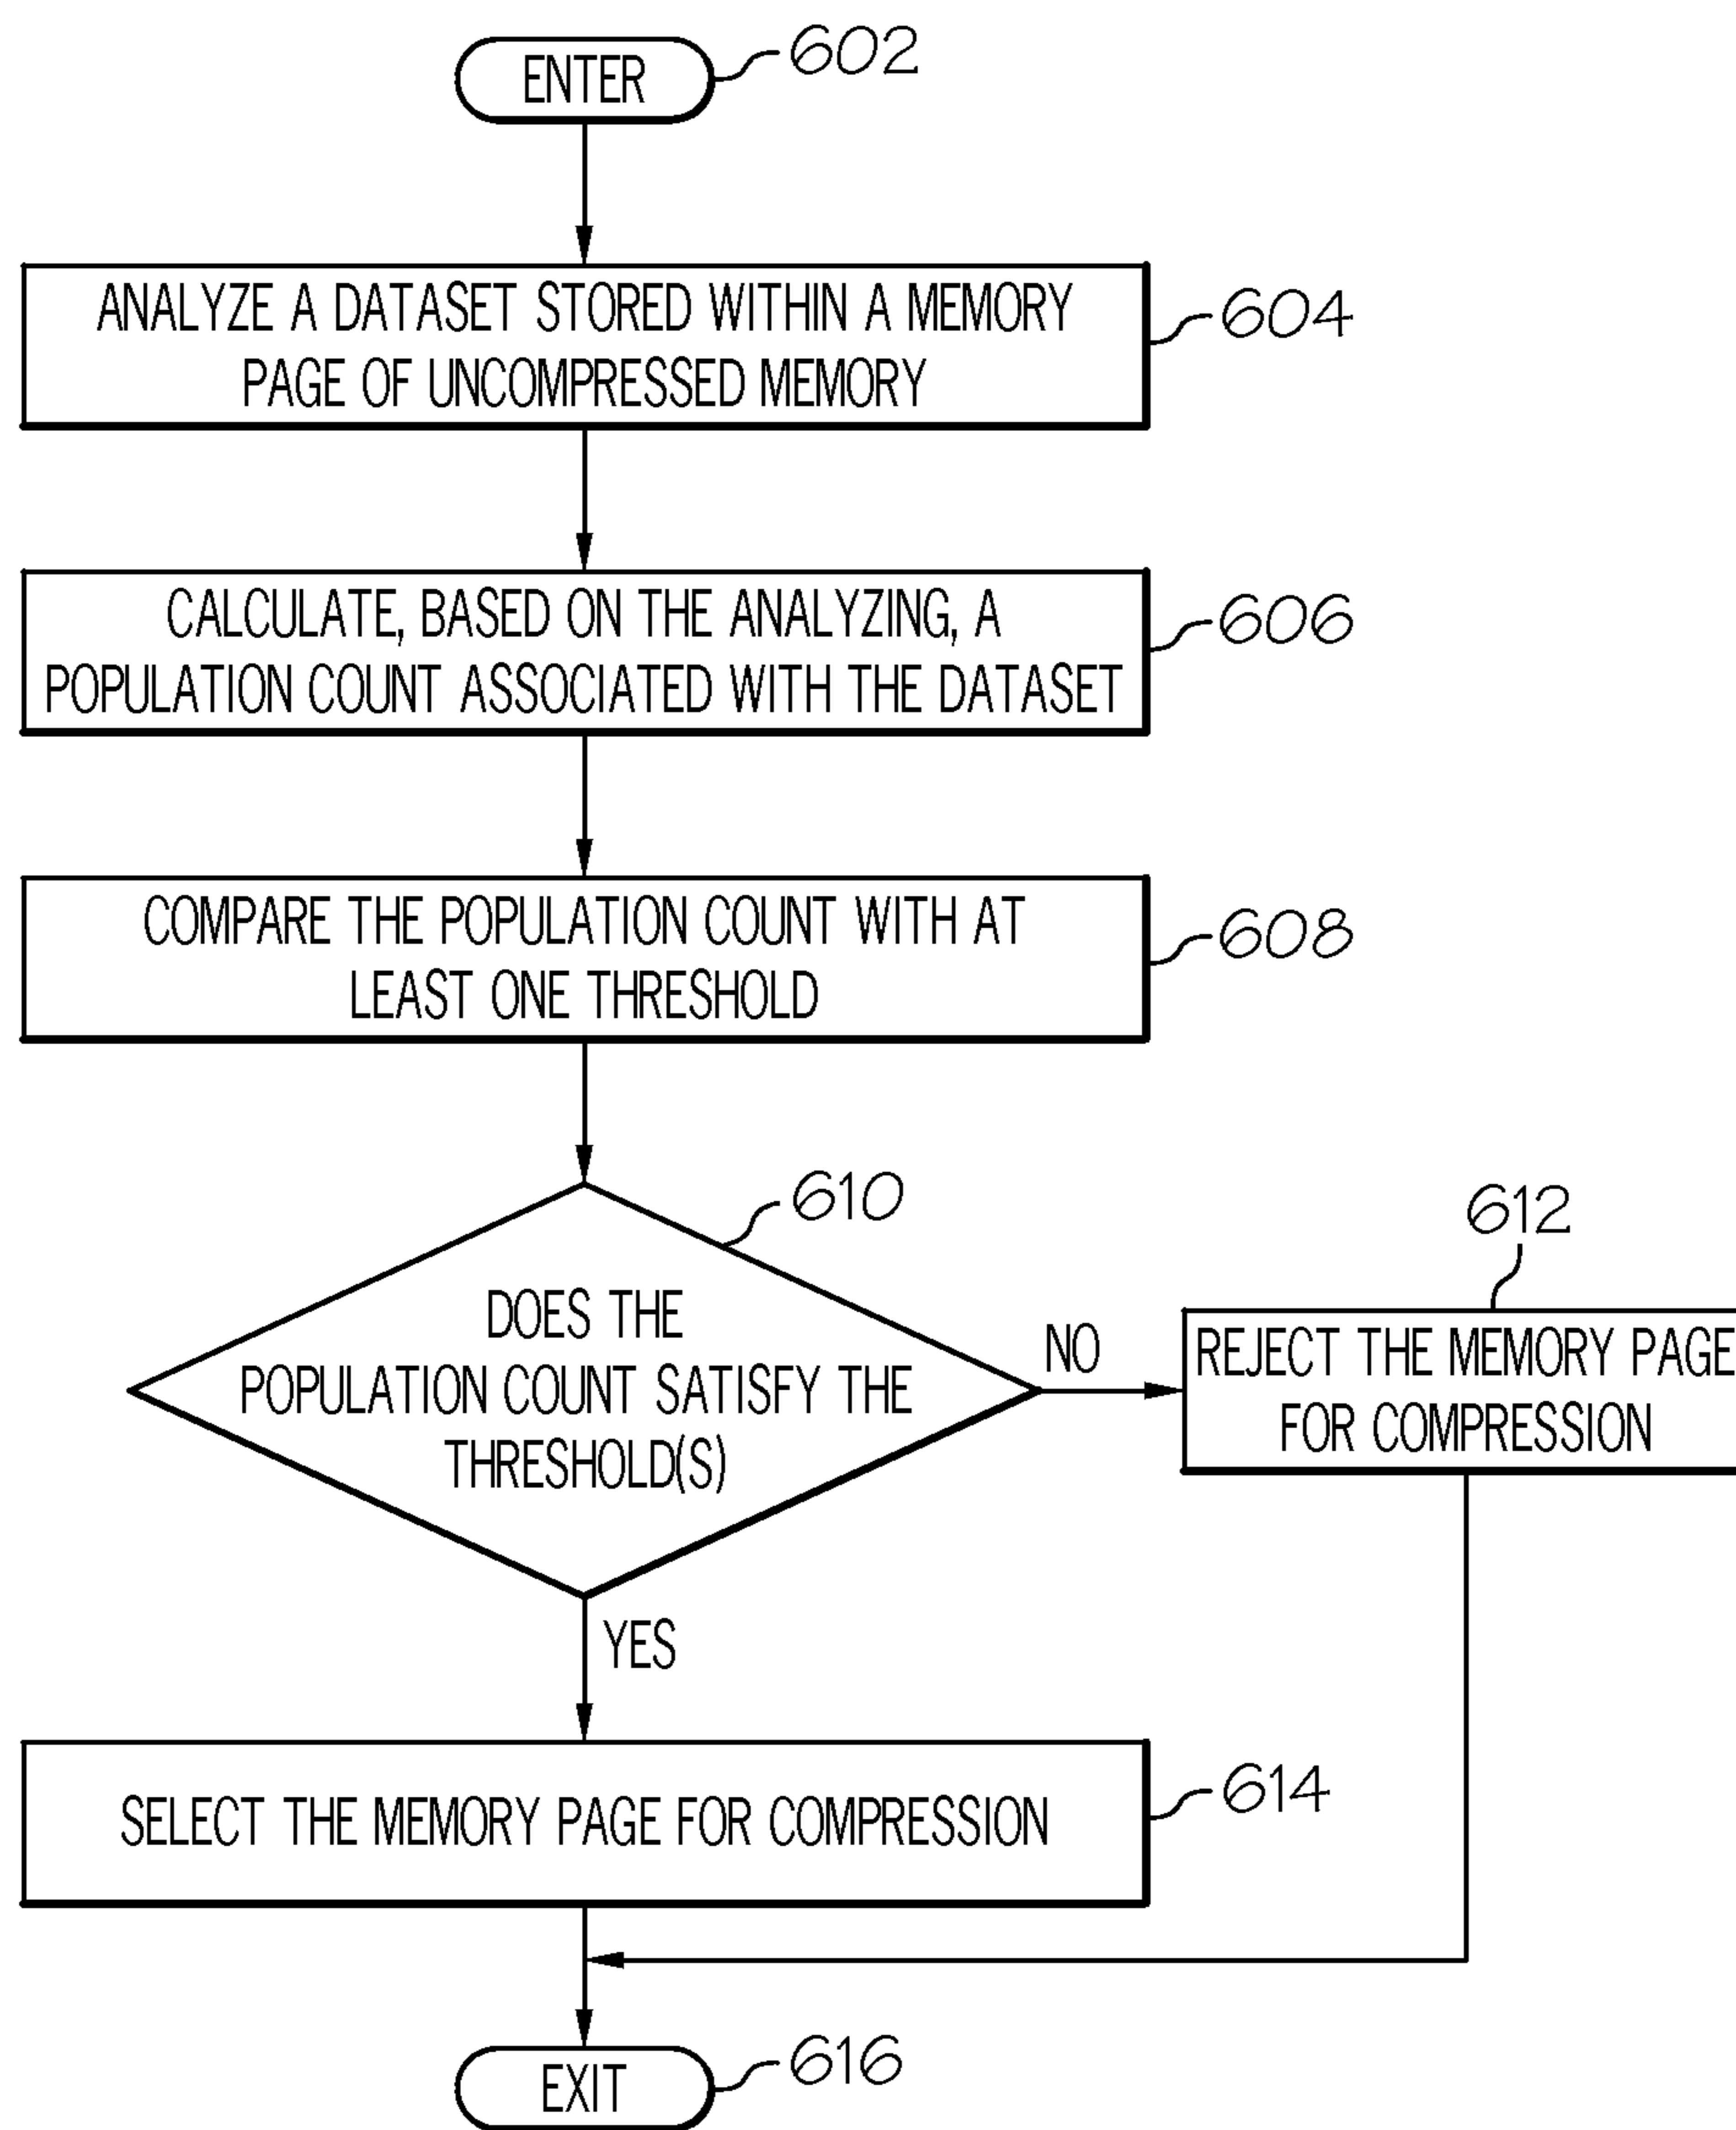 ENTER
602
ANALYZE A DATASET STORED WITHIN A MEMORY
PAGE OF UNCOMPRESSED MEMORY
604
CALCULATE, BASED ON THE ANALYZING, A
POPULATION COUNT ASSOCIATED WITH THE DATASET
606
COMPARE THE POPULATION COUNT WITH AT
LEAST ONE THRESHOLD
608
610
DOES THE
POPULATION COUNT SATISFY THE
THRESHOLD(S)
NO
612
REJECT THE MEMORY PAGE
FOR COMPRESSION
YES
SELECT THE MEMORY PAGE FOR COMPRESSION
614
EXIT
616